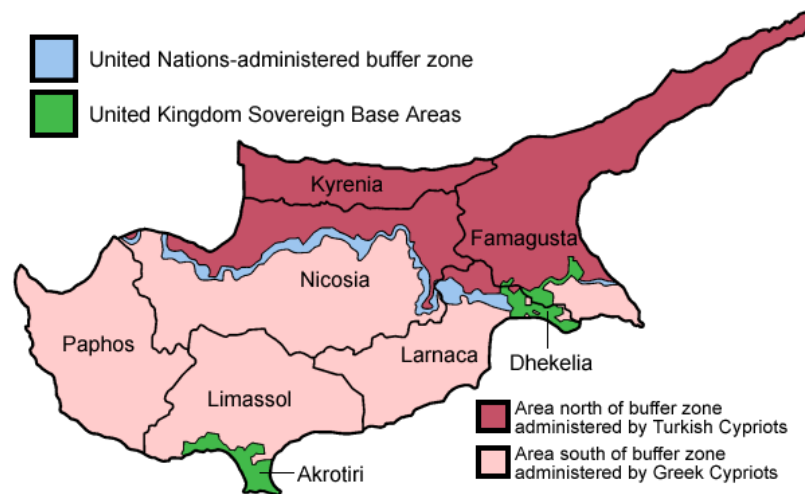 United Nations-administered buffer zone
United Kingdom Sovereign Base Areas
Kyrenia
Famagusta
Nicosia
Paphos
Larnaca
Dhekelia
Limassol
Akrotiri
Area north of buffer zone
administered by Turkish Cypriots
Area south of buffer zone
administered by Greek Cypriots